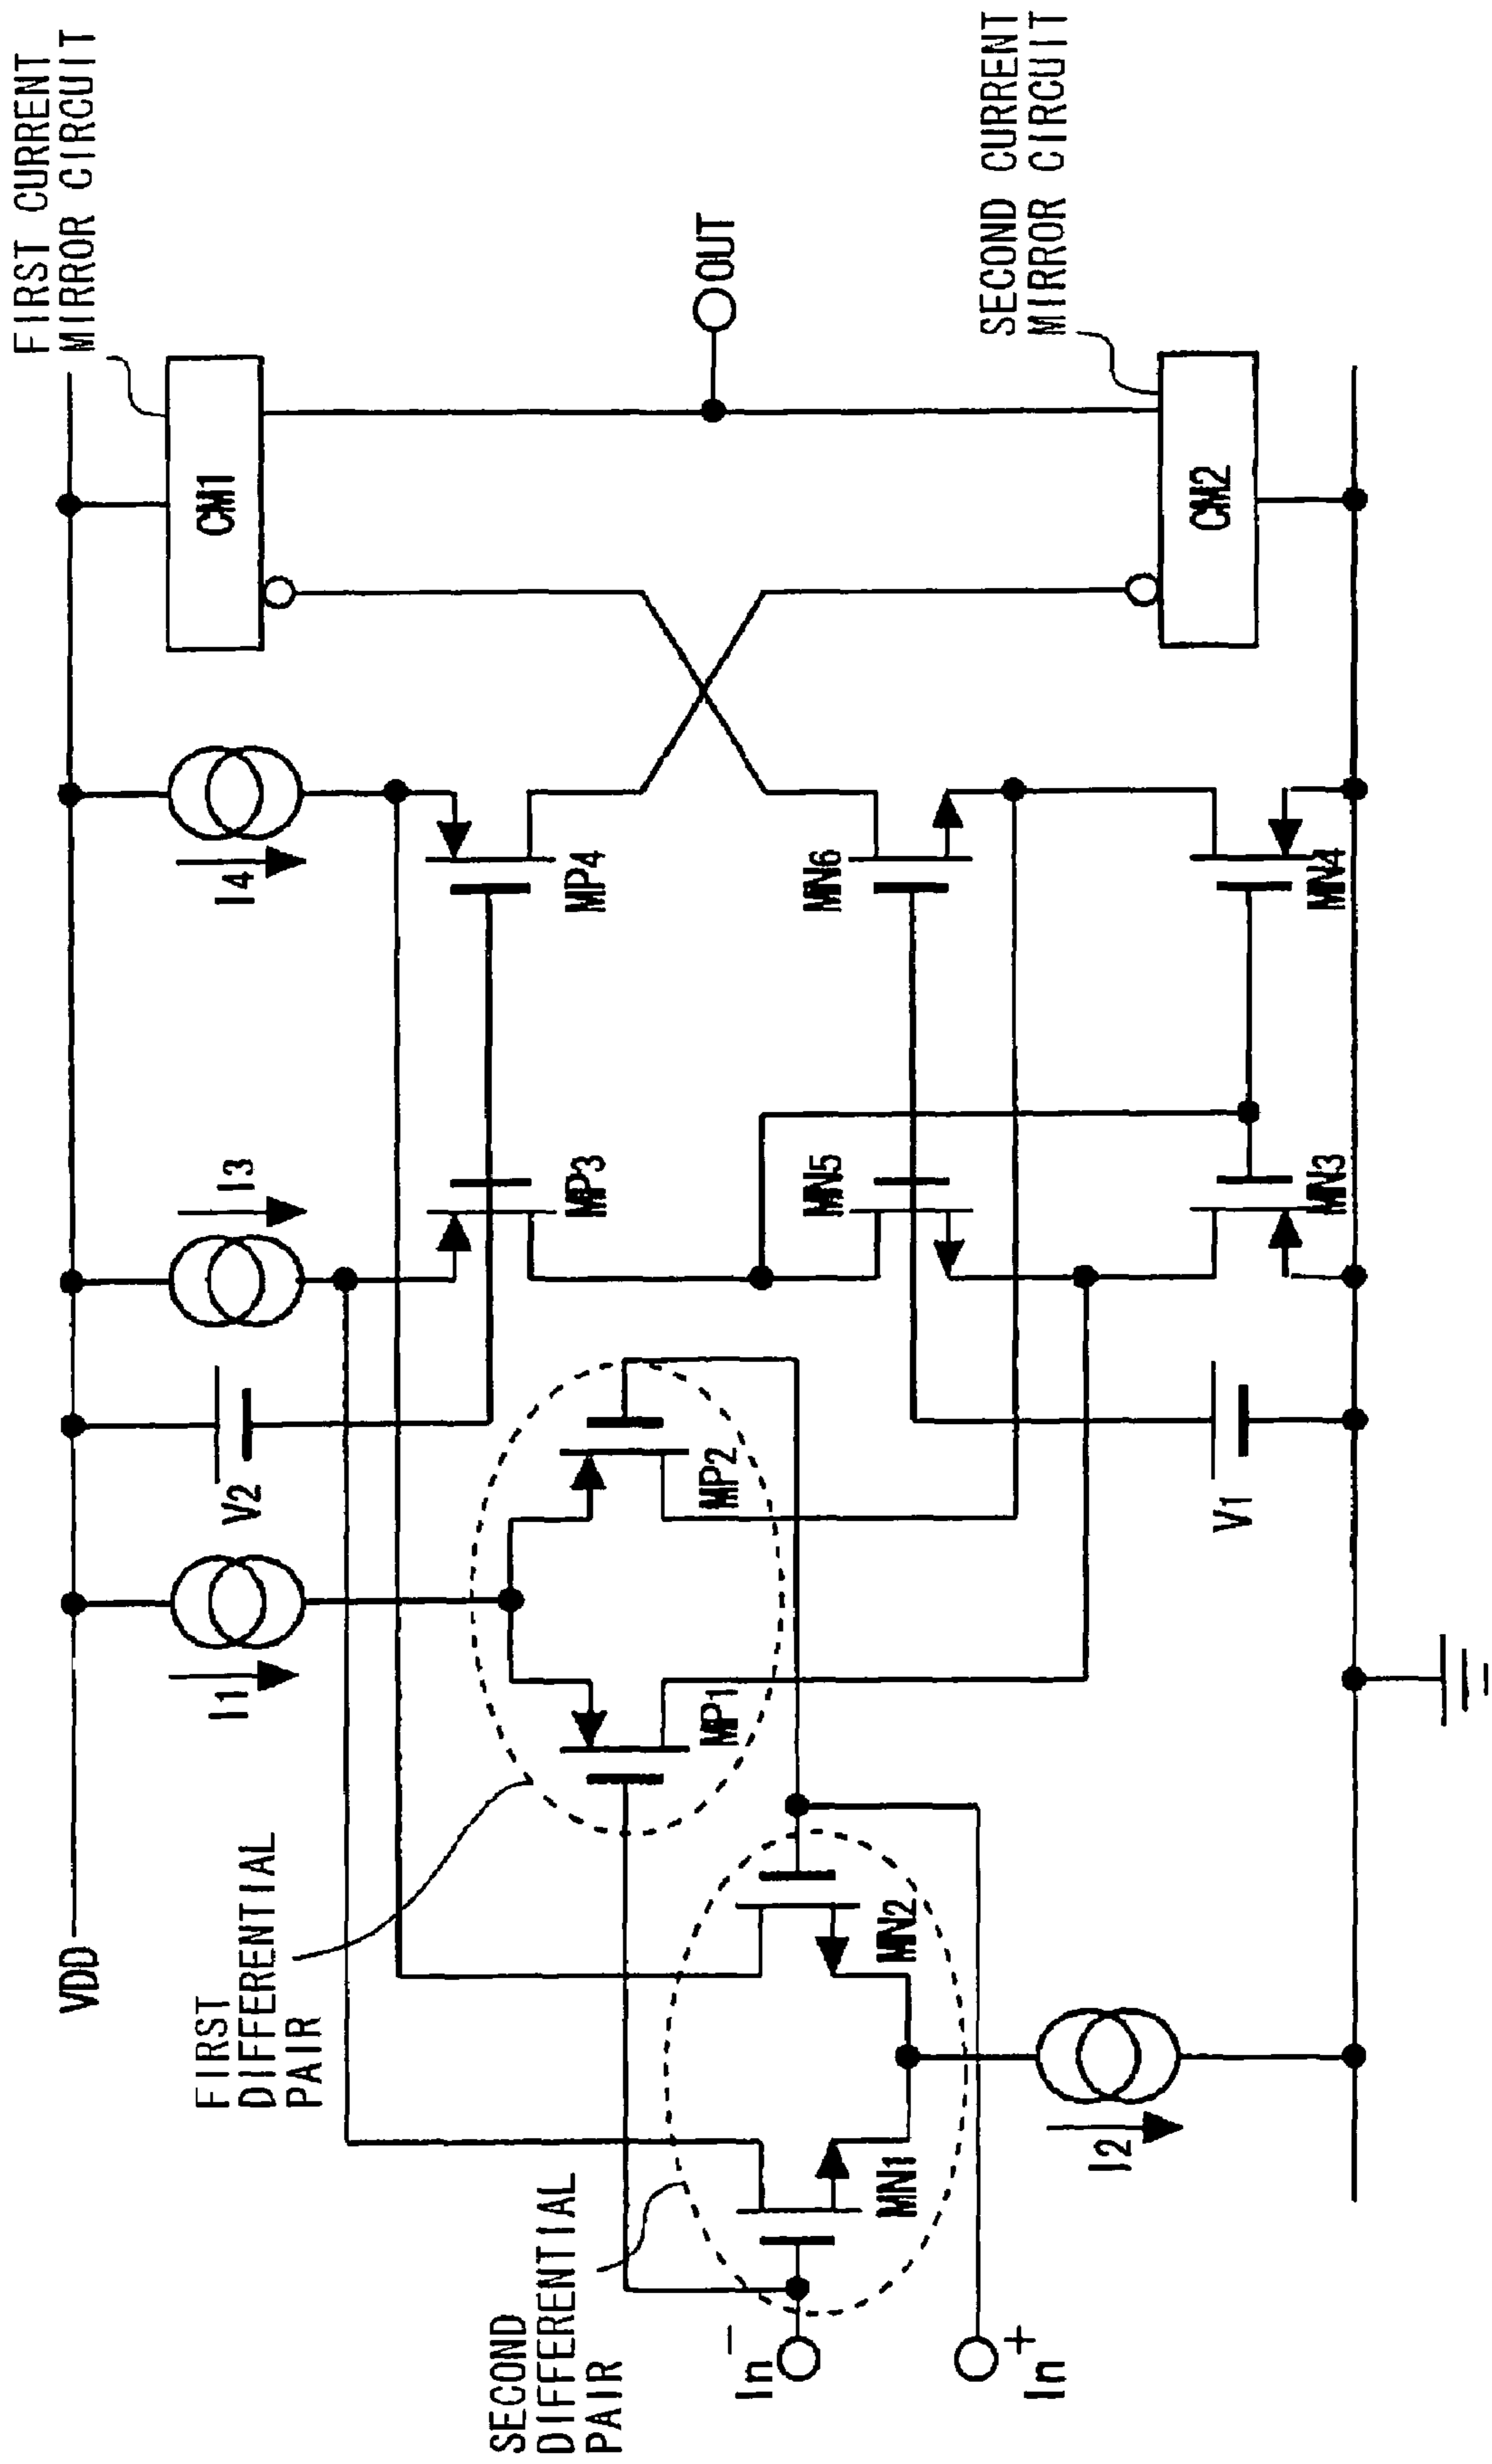 FIRST CURRENT
MIRROR CIRCUIT
SECOND CURRENT
MIRROR CIRCUIT
OUT
CM1
CM2
I4
MP4
MN6
MN4
I3
MP3
MN5
MN3
V2
MP2
V1
I1
MP1
FIRST
DIFFERENTIAL
PAIR
VDD
MN2
I2
MN1
SECOND
DIFFERENTIAL
PAIR
In−
In+